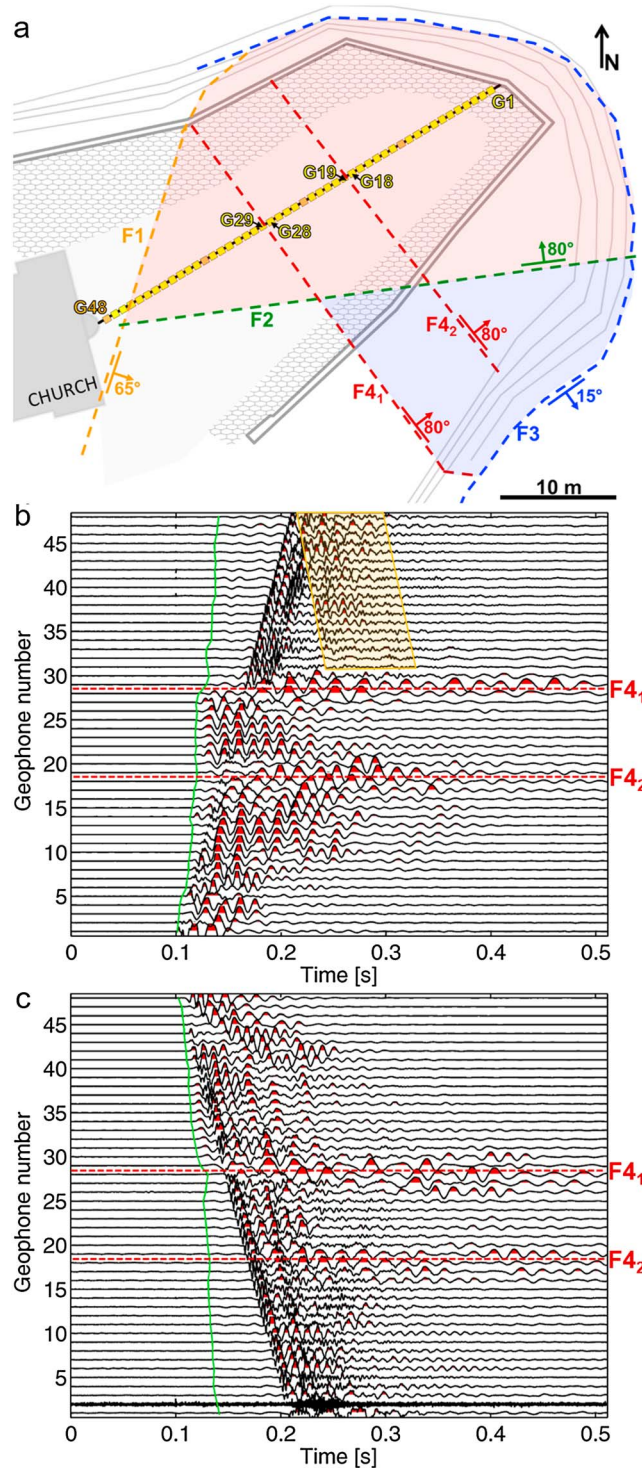 a
N
G1
G19
G18
F1
G29
G28
80°
G48
F2
F4₂
80°
CHURCH
65°
F4₁
80°
15°
F3
10 m
b
45
40
35
30
25
20
15
10
5
Geophone number
F4₁
F4₂
0
0.1
0.2
0.3
0.4
0.5
Time [s]
c
45
40
35
30
25
20
15
10
5
Geophone number
F4₁
F4₂
0
0.1
0.2
0.3
0.4
0.5
Time [s]